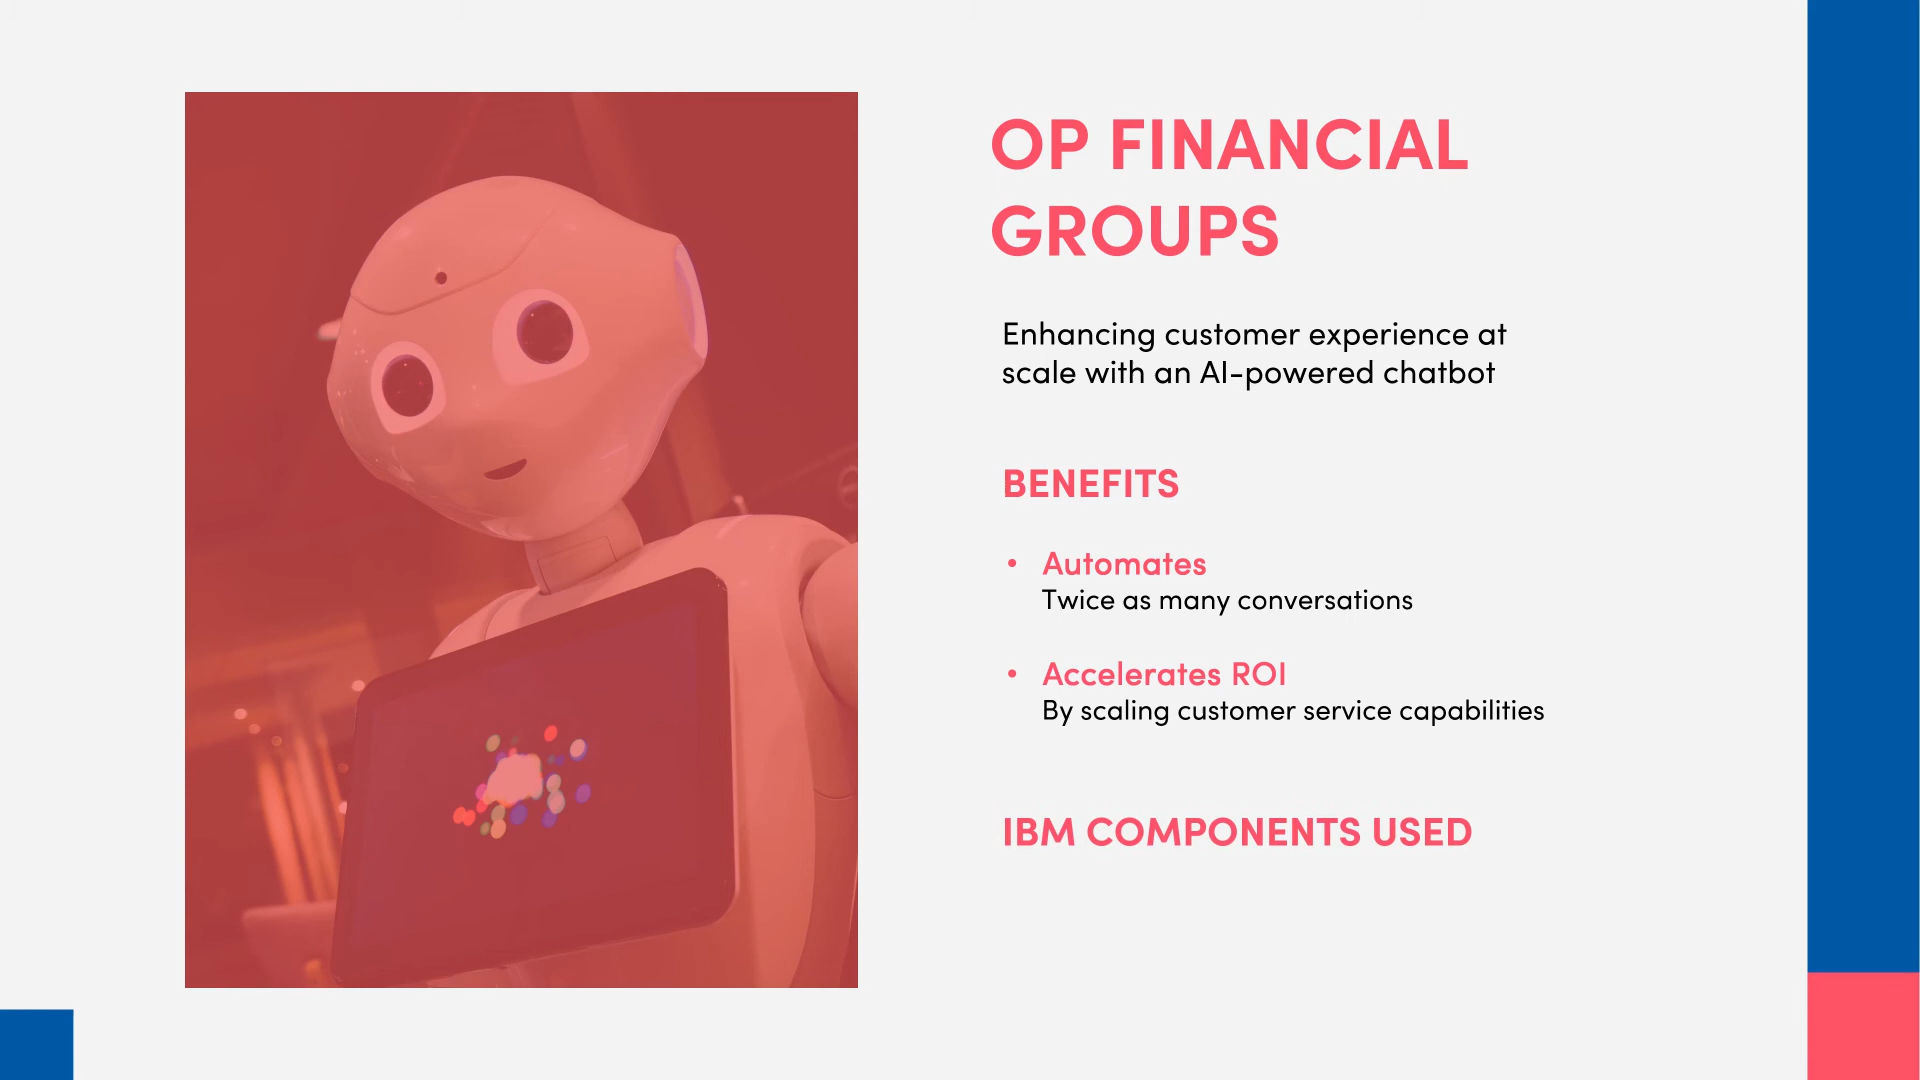 OP FINANCIAL
GROUPS
Enhancing customer experience at
scale with an AI-powered chatbot
BENEFITS
• Automates
Twice as many conversations
• Accelerates ROI
By scaling customer service capabilities
IBM COMPONENTS USED